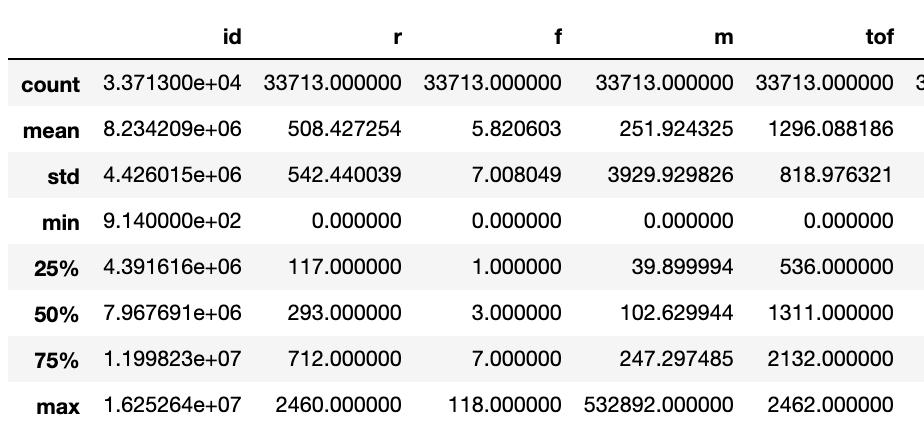 id r f m tof
count 3.371300e+04 33713.000000 33713.000000 33713.000000 33713.000000 3
mean 8.234209e+06 508.427254 5.820603 251.924325 1296.088186
std 4.426015e+06 542.440039 7.008049 3929.929826 818.976321
min 9.140000e+02 0.000000 0.000000 0.000000 0.000000
25% 4.391616e+06 117.000000 1.000000 39.899994 536.000000
50% 7.967691e+06 293.000000 3.000000 102.629944 1311.000000
75% 1.199823e+07 712.000000 7.000000 247.297485 2132.000000
max 1.625264e+07 2460.000000 118.000000 532892.000000 2462.000000